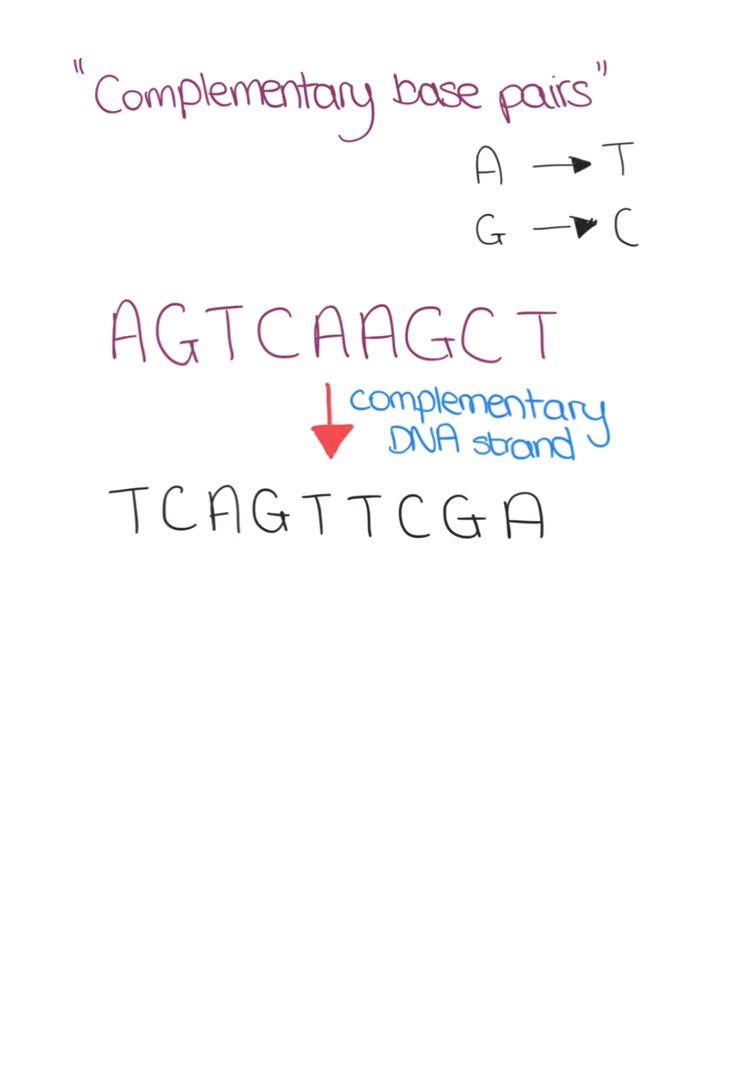 "Complementary base pairs"
A → T
G → C
AGTCAAGCT
complementary
DNA strand
TCAGTTCGA